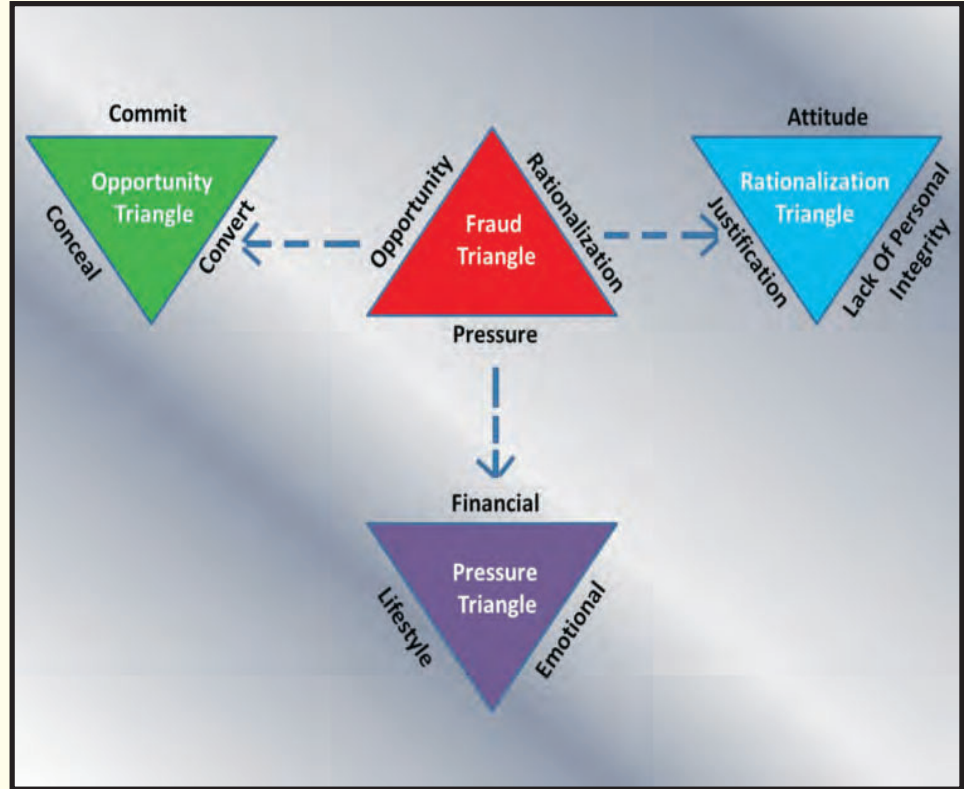 Commit
Opportunity
Triangle
Conceal
Convert
Opportunity
Rationalization
Fraud
Triangle
Pressure
Attitude
Rationalization
Triangle
Justification
Lack Of Personal
Integrity
Financial
Pressure
Triangle
Lifestyle
Emotional